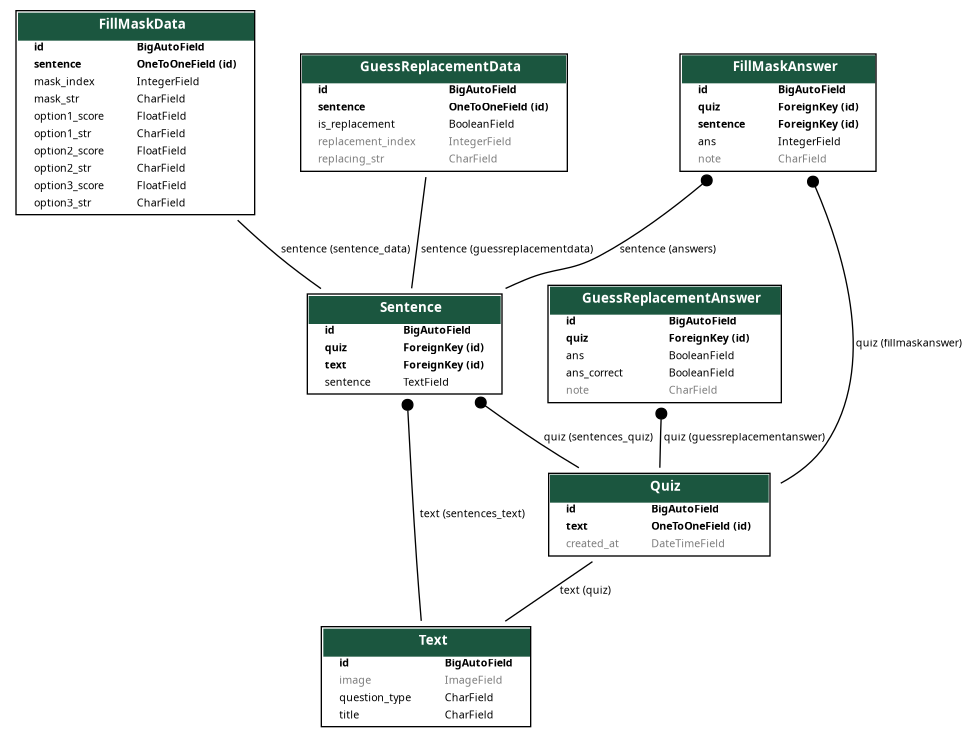 FillMaskData
id BigAutoField
sentence OneToOneField (id)
mask_index IntegerField
mask_str CharField
option1_score FloatField
option1_str CharField
option2_score FloatField
option2_str CharField
option3_score FloatField
option3_str CharField
GuessReplacementData
id BigAutoField
sentence OneToOneField (id)
is_replacement BooleanField
replacement_index IntegerField
replacing_str CharField
FillMaskAnswer
id BigAutoField
quiz ForeignKey (id)
sentence ForeignKey (id)
ans IntegerField
note CharField
sentence (sentence_data)
sentence (guessreplacementdata)
sentence (answers)
Sentence
id BigAutoField
quiz ForeignKey (id)
text ForeignKey (id)
sentence TextField
GuessReplacementAnswer
id BigAutoField
quiz ForeignKey (id)
ans BooleanField
ans_correct BooleanField
note CharField
quiz (fillmaskanswer)
quiz (sentences_quiz)
quiz (guessreplacementanswer)
text (sentences_text)
Quiz
id BigAutoField
text OneToOneField (id)
created_at DateTimeField
text (quiz)
Text
id BigAutoField
image ImageField
question_type CharField
title CharField